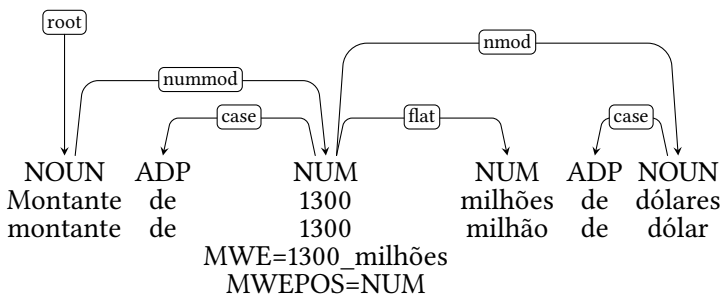 root
nmod
nummod
case flat case
NOUN ADP NUM NUM ADP NOUN
Montante de 1300 milhões de dólares
montante de 1300 milhão de dólar
MWE=1300_milhões
MWEPOS=NUM